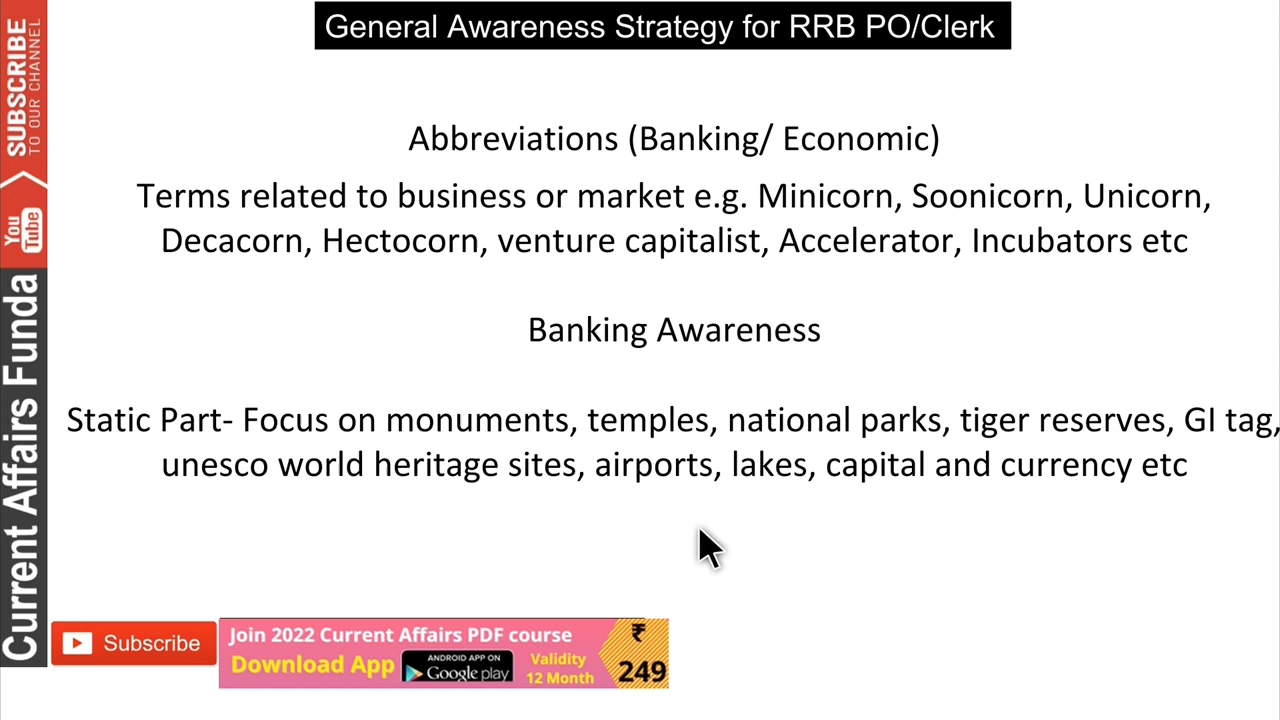 General Awareness Strategy for RRB PO/Clerk
Abbreviations (Banking/ Economic)
Terms related to business or market e.g. Minicorn, Soonicorn, Unicorn,
Decacorn, Hectocorn, venture capitalist, Accelerator, Incubators etc
Banking Awareness
Static Part- Focus on monuments, temples, national parks, tiger reserves, GI tag,
unesco world heritage sites, airports, lakes, capital and currency etc
SUBSCRIBE
TO OUR CHANNEL
You
Tube
Current Affairs Funda
Subscribe
Join 2022 Current Affairs PDF course
Download App
ANDROID APP ON
Google play
Validity
12 Month
₹
249